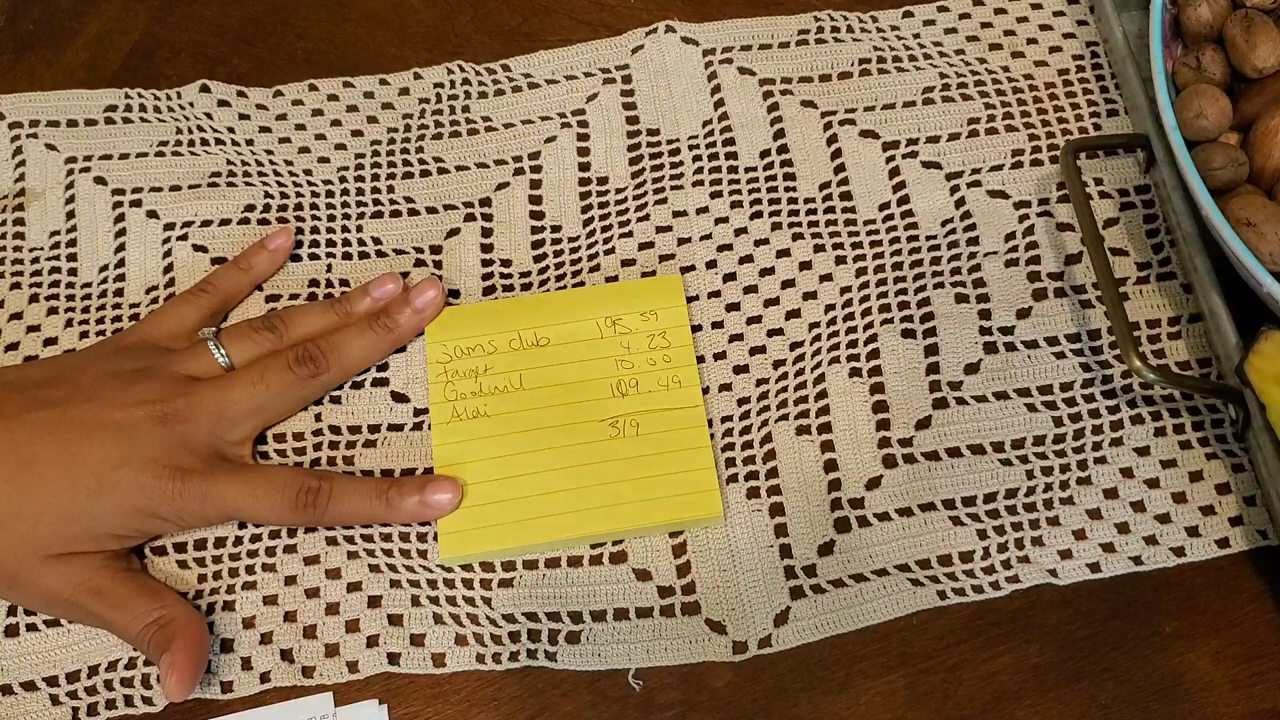 Sams club 195.59
target 4.23
Goodwill 10.00
Aldi 109.49
319